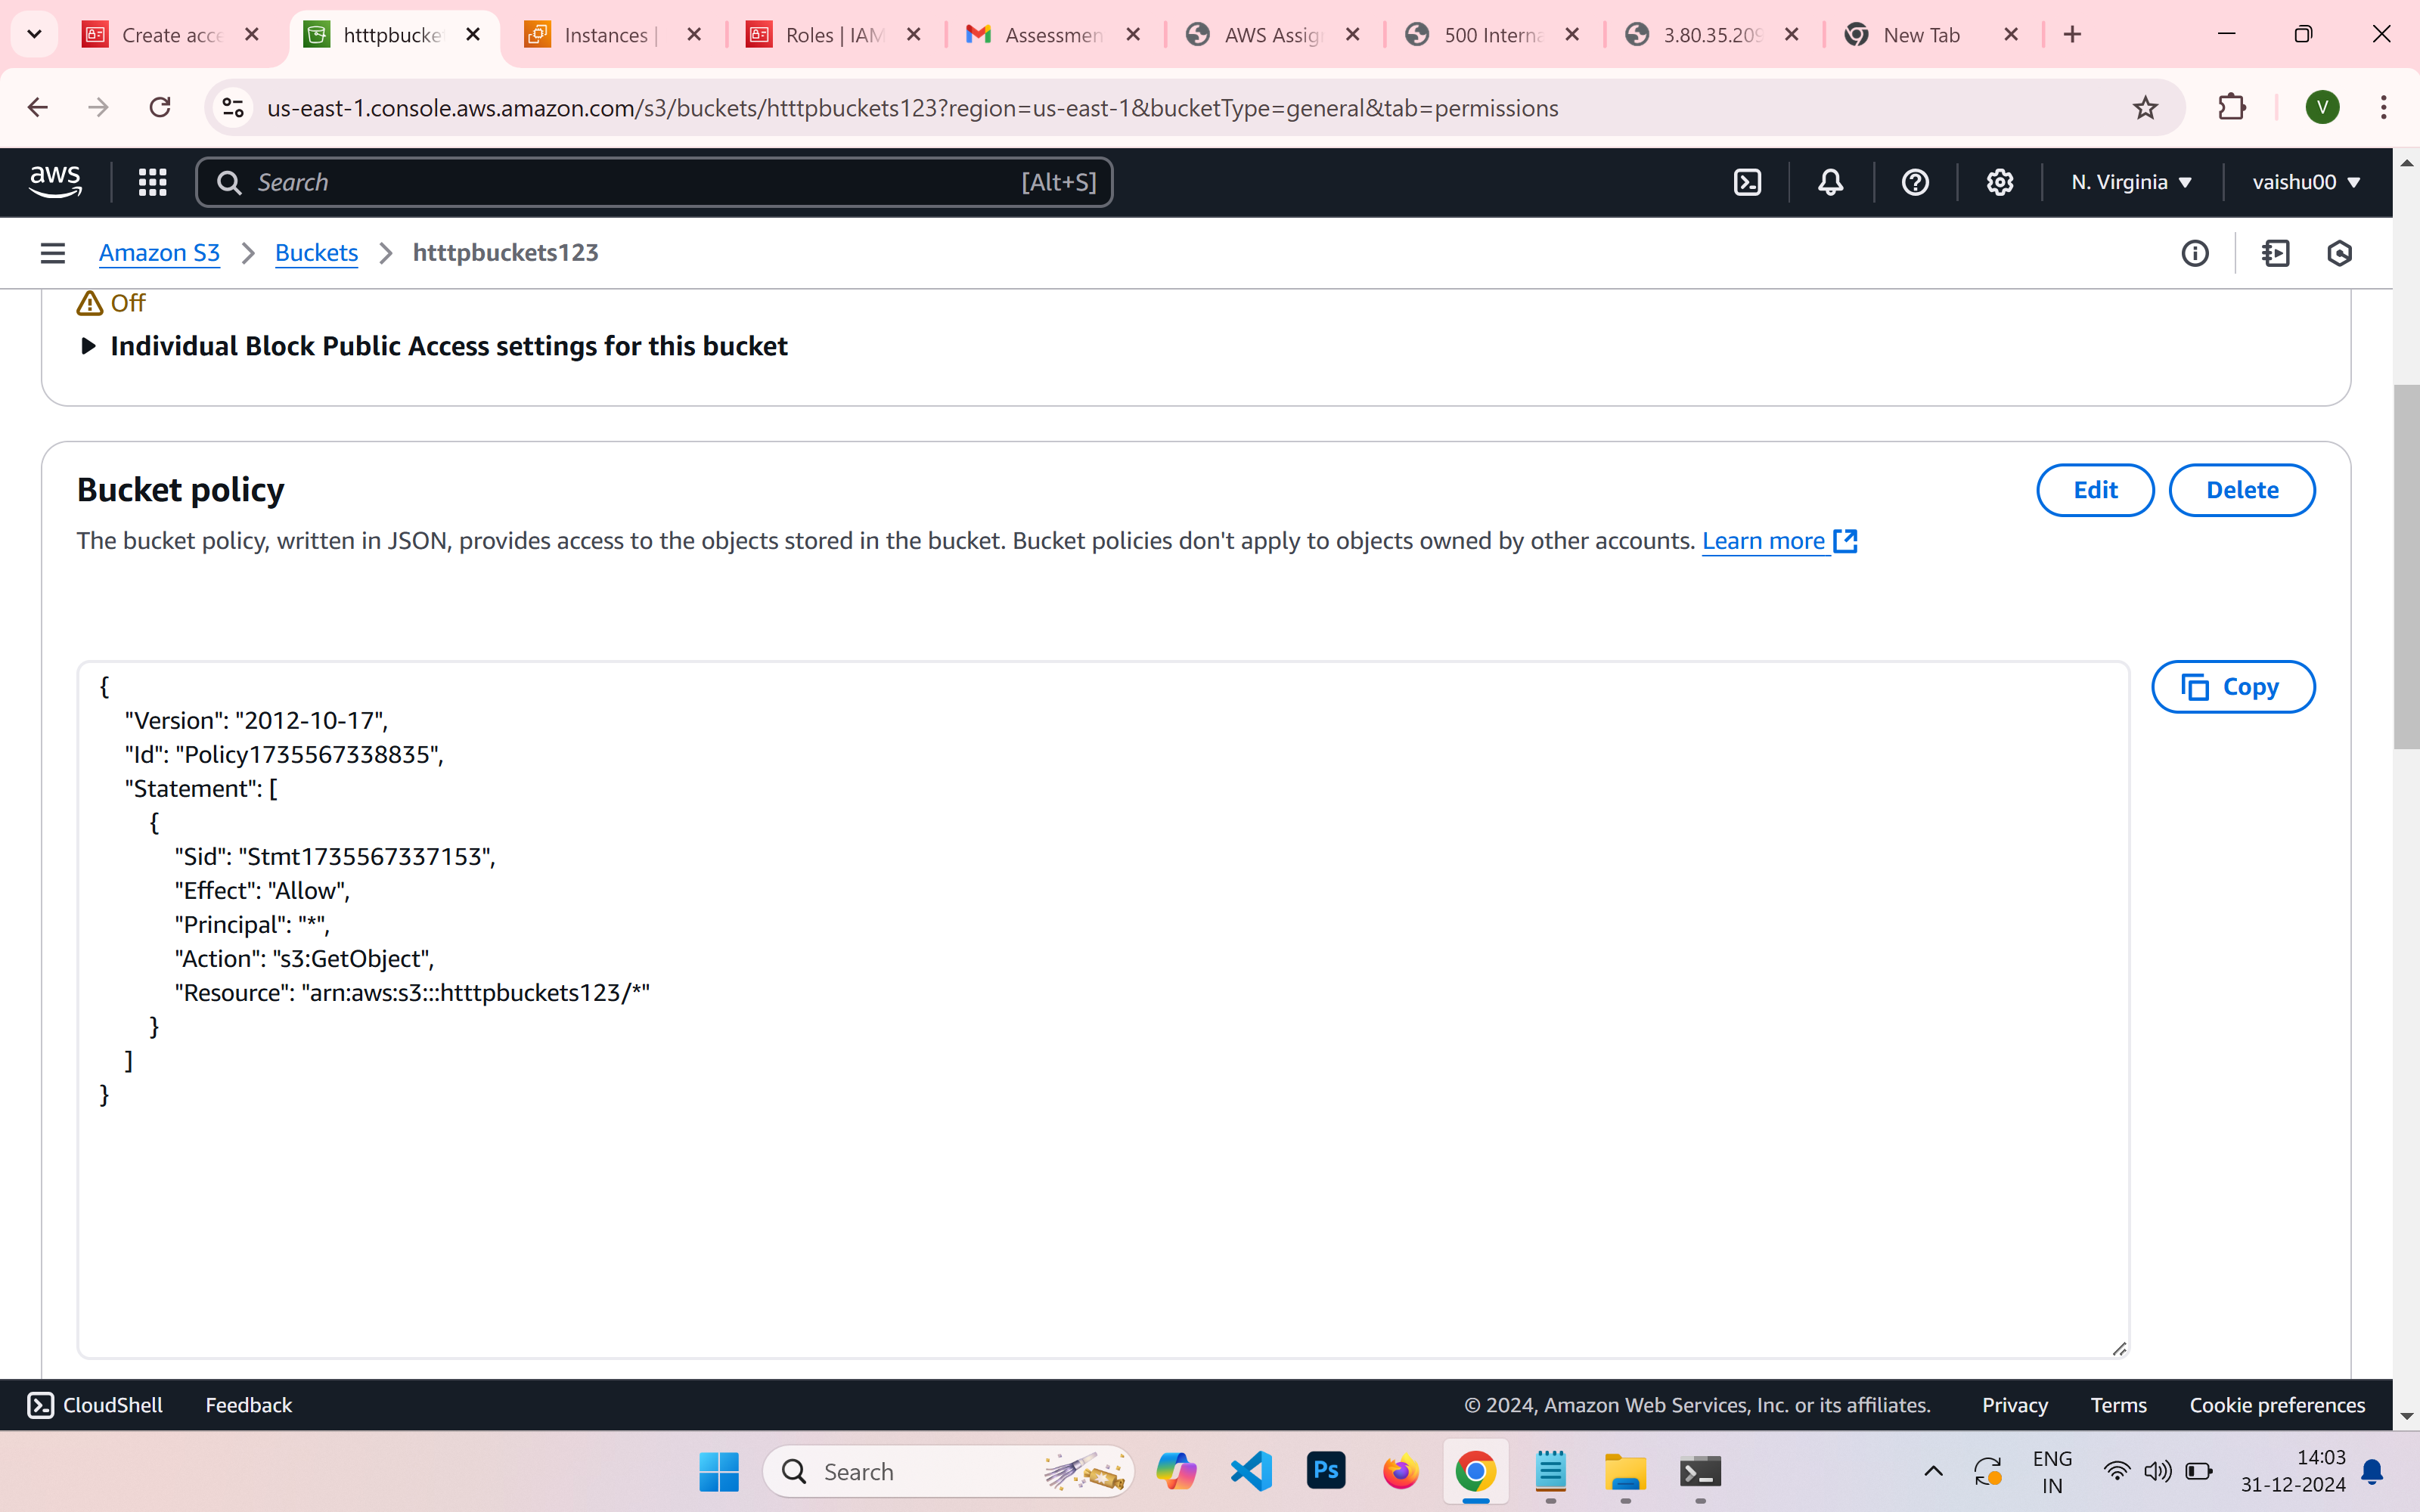 Create acce
htttpbucke
Instances |
Roles | IAM
Assessmen
AWS Assig
500 Interna
3.80.35.209
New Tab
us-east-1.console.aws.amazon.com/s3/buckets/htttpbuckets123?region=us-east-1&bucketType=general&tab=permissions
V
aws
Search
[Alt+S]
N. Virginia
vaishu00
Amazon S3
Buckets
htttpbuckets123
Off
Individual Block Public Access settings for this bucket
Bucket policy
Edit
Delete
The bucket policy, written in JSON, provides access to the objects stored in the bucket. Bucket policies don't apply to objects owned by other accounts. Learn more
Copy
{
"Version": "2012-10-17",
"Id": "Policy1735567338835",
"Statement": [
{
"Sid": "Stmt1735567337153",
"Effect": "Allow",
"Principal": "*",
"Action": "s3:GetObject",
"Resource": "arn:aws:s3:::htttpbuckets123/*"
}
]
}
CloudShell
Feedback
© 2024, Amazon Web Services, Inc. or its affiliates.
Privacy
Terms
Cookie preferences
Search
Ps
ENG
IN
14:03
31-12-2024